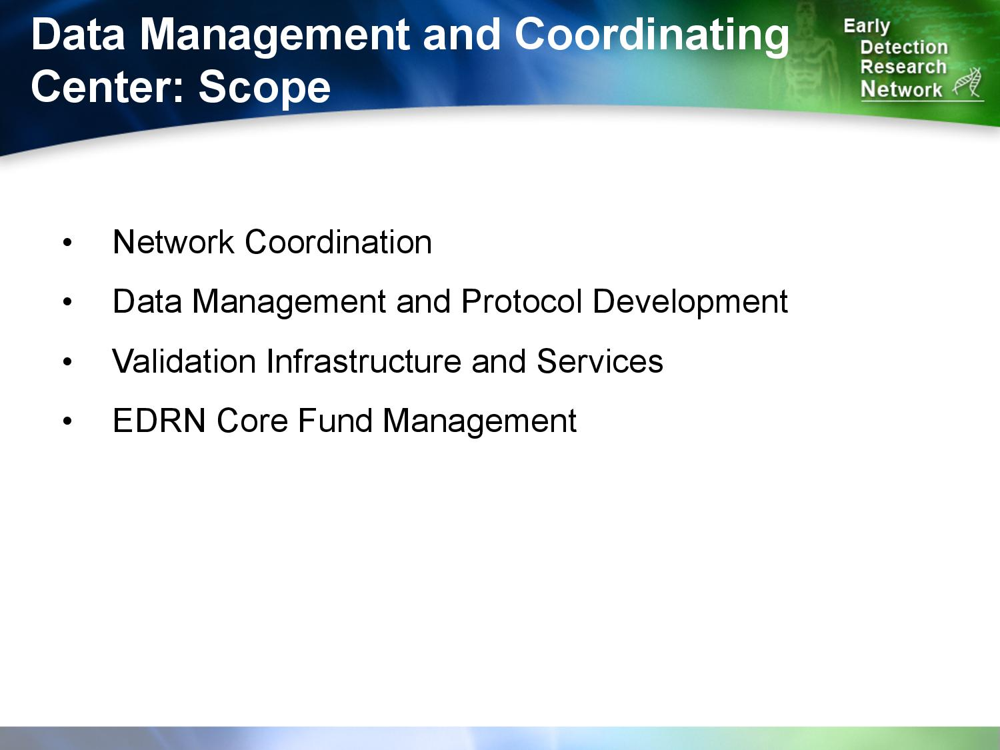 Data Management and Coordinating
Center: Scope
Early
Detection
Research
Network
• Network Coordination
• Data Management and Protocol Development
• Validation Infrastructure and Services
• EDRN Core Fund Management